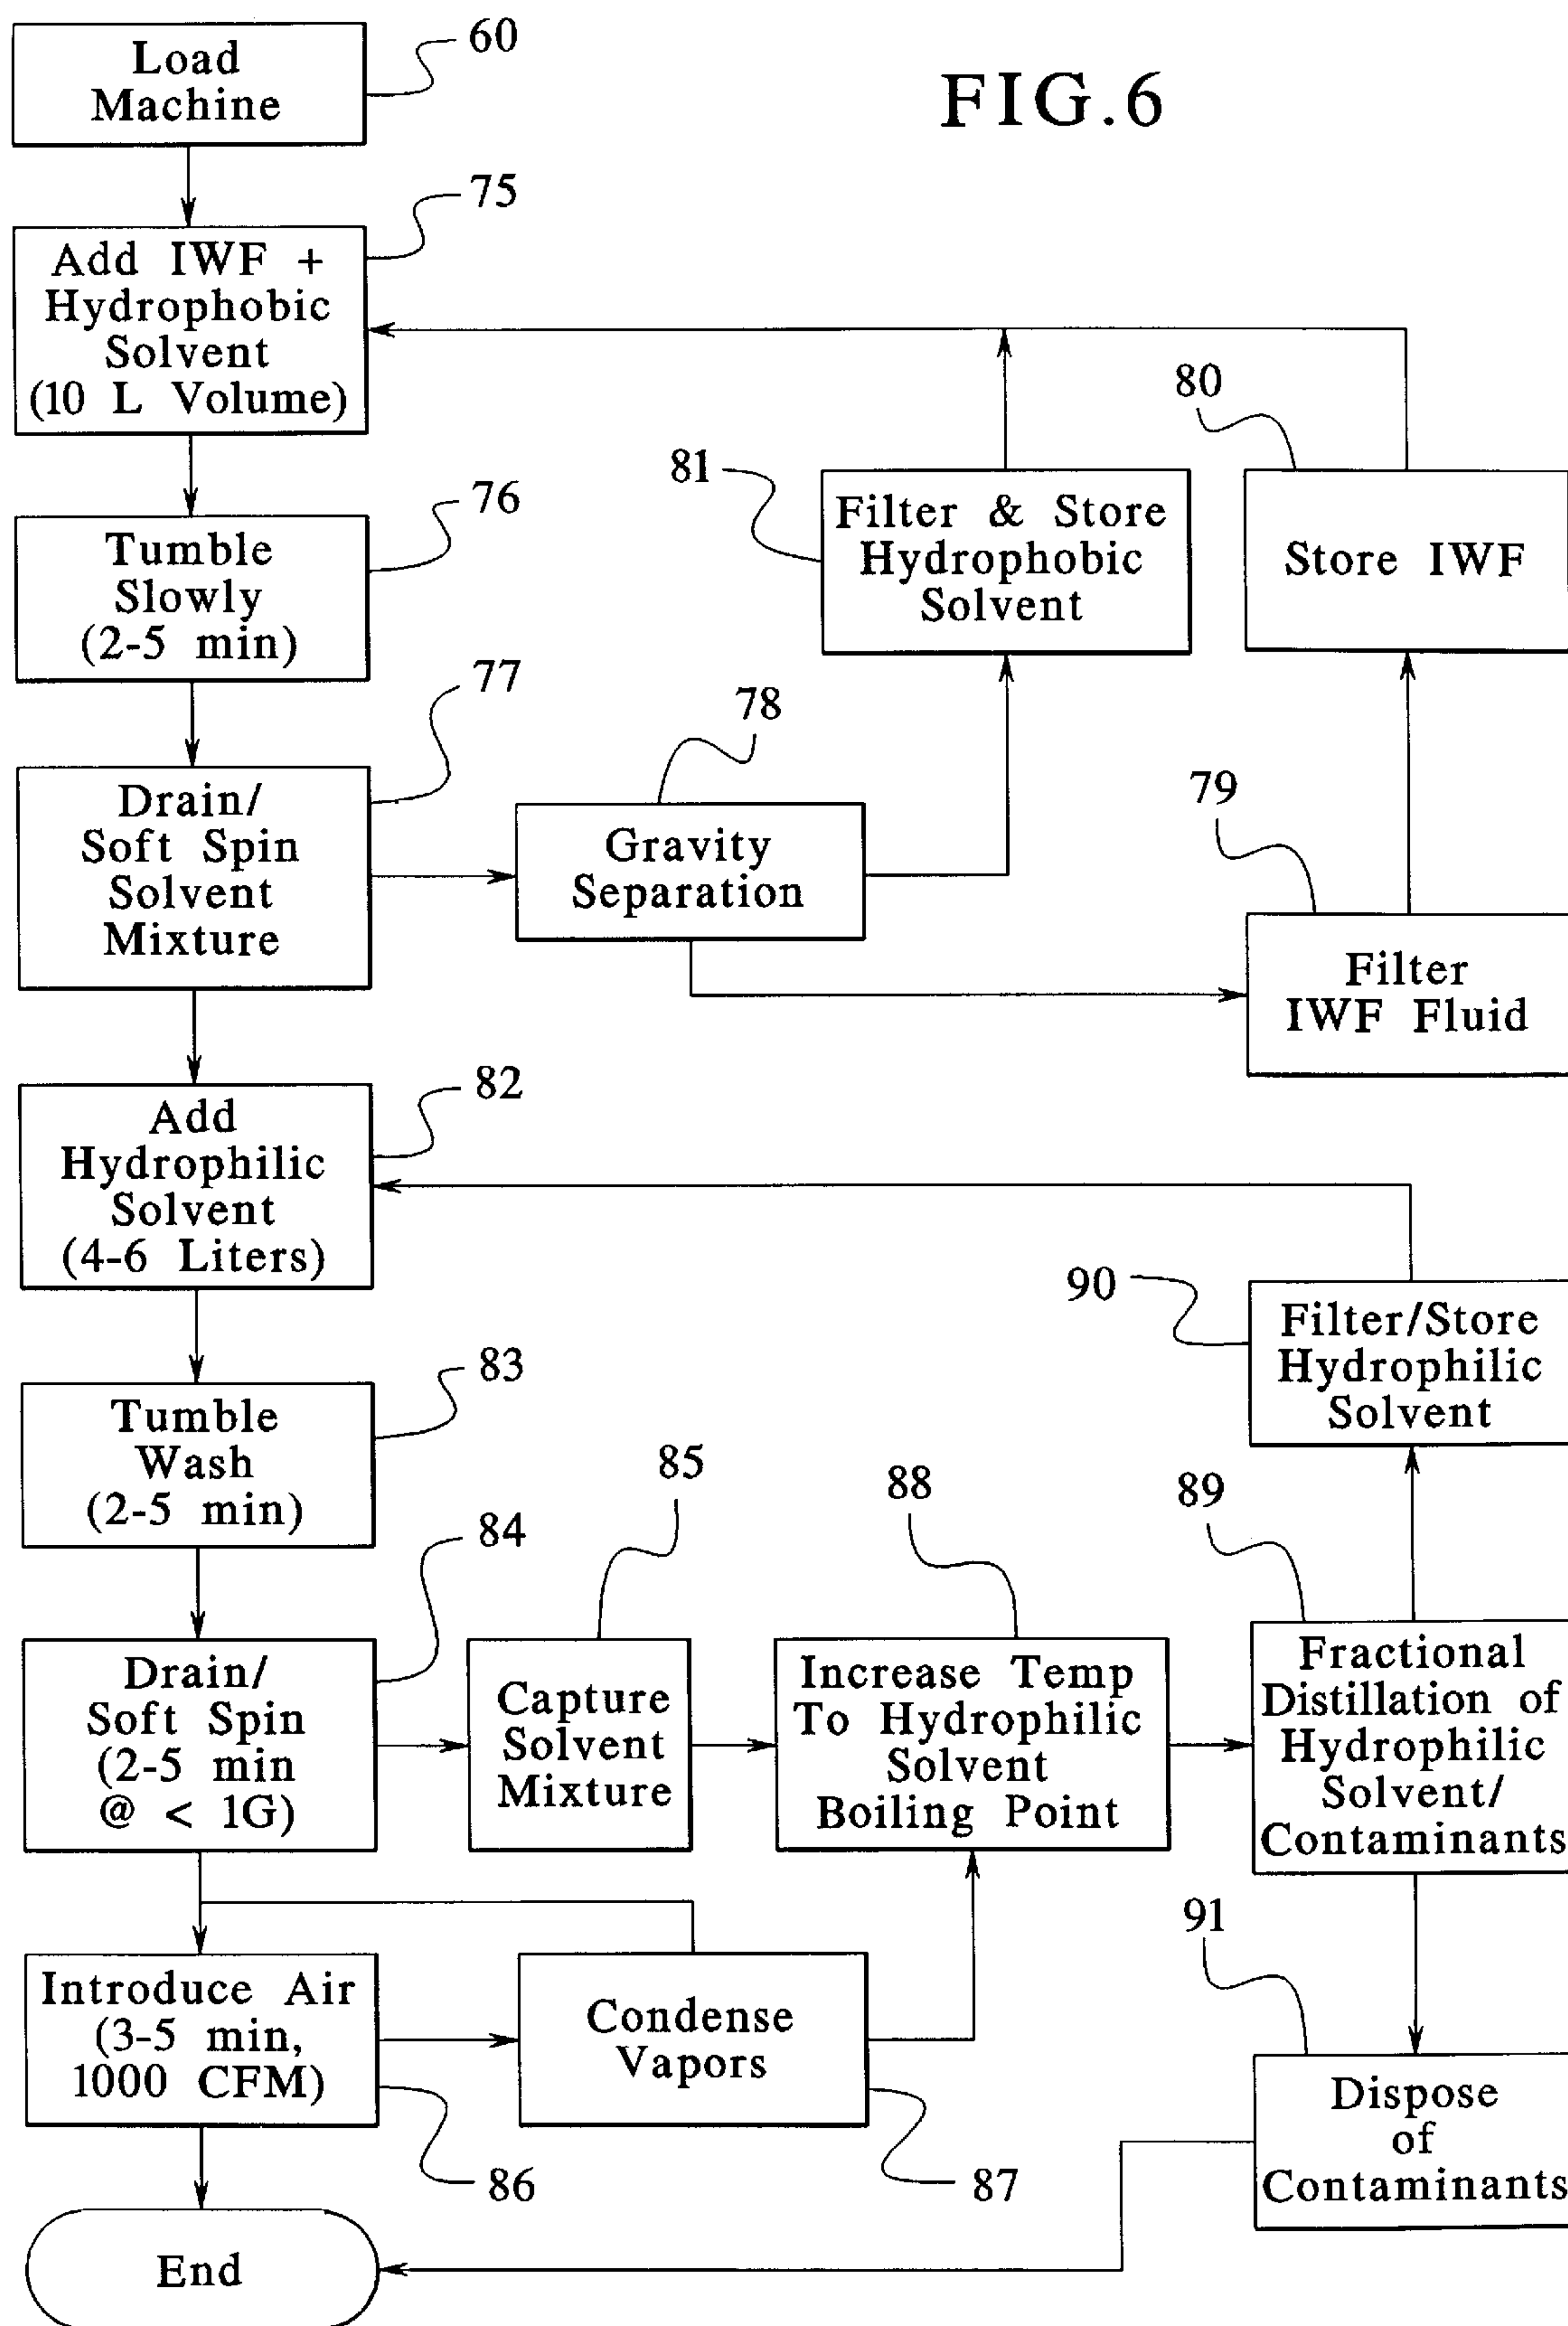 FIG.6
Load
Machine
60
75
Add IWF +
Hydrophobic
Solvent
(10 L Volume)
76
Tumble
Slowly
(2-5 min)
77
Drain/
Soft Spin
Solvent
Mixture
78
Gravity
Separation
81
Filter & Store
Hydrophobic
Solvent
80
Store IWF
79
Filter
IWF Fluid
82
Add
Hydrophilic
Solvent
(4-6 Liters)
83
Tumble
Wash
(2-5 min)
84
Drain/
Soft Spin
(2-5 min
@ < 1G)
85
Capture
Solvent
Mixture
88
Increase Temp
To Hydrophilic
Solvent
Boiling Point
89
Fractional
Distillation of
Hydrophilic
Solvent/
Contaminants
90
Filter/Store
Hydrophilic
Solvent
91
Dispose
of
Contaminants
Introduce Air
(3-5 min,
1000 CFM)
86
Condense
Vapors
87
End